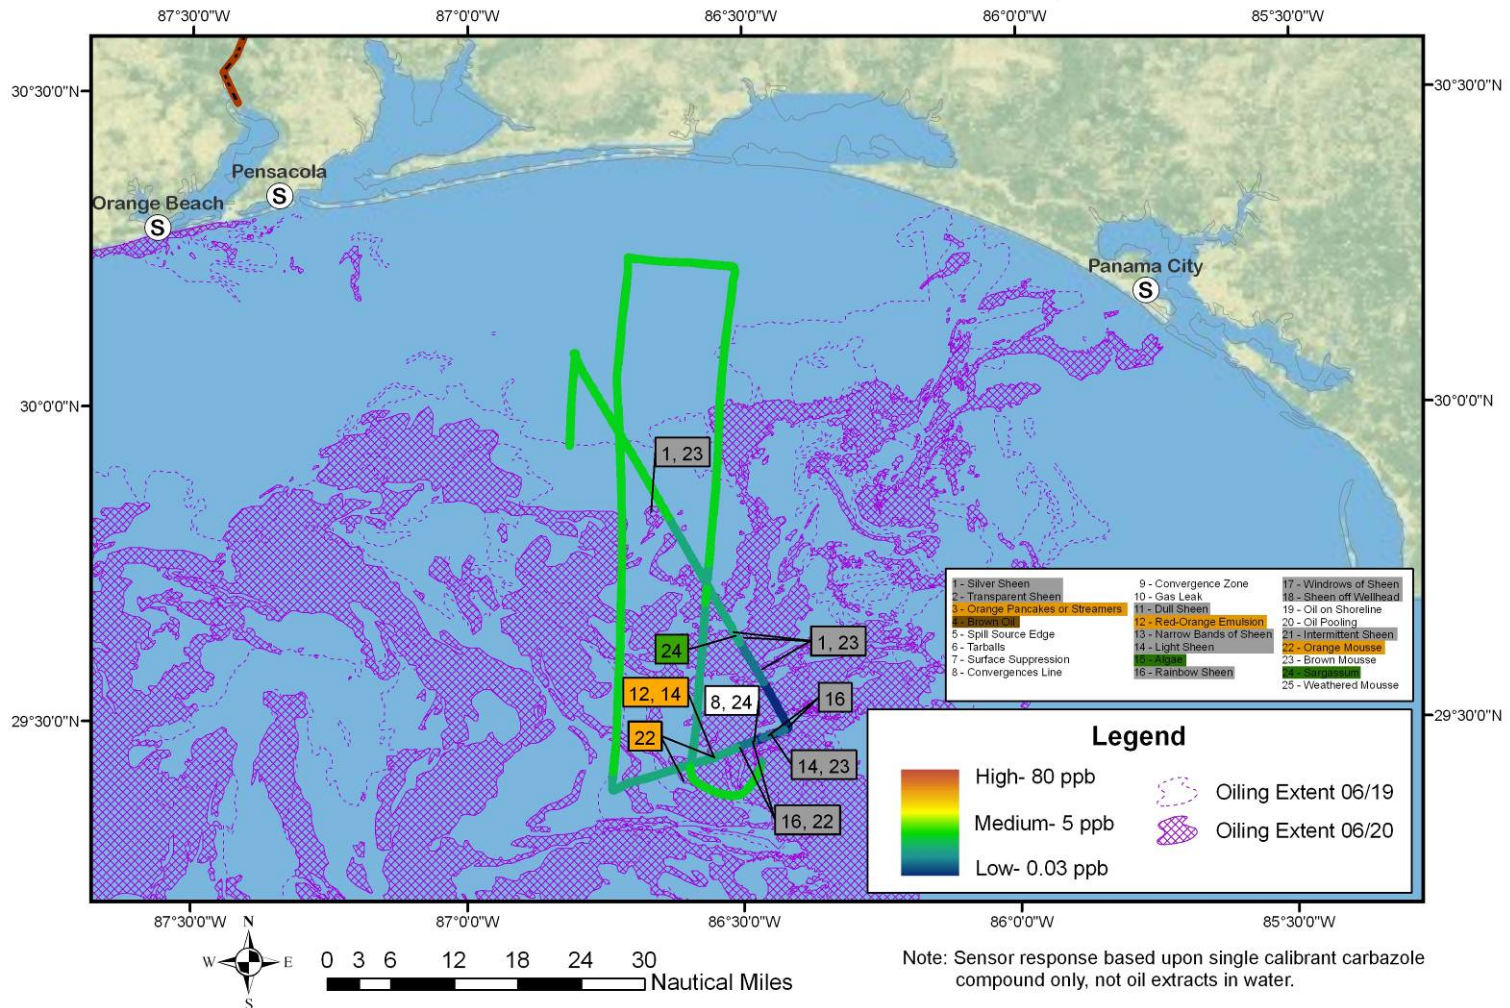 87°30'0"W
87°0'0"W
86°30'0"W
86°0'0"W
85°30'0"W
30°30'0"N
30°30'0"N
Pensacola
S
Orange Beach
S
Panama City
S
30°0'0"N
30°0'0"N
1, 23
1 - Silver Sheen
2 - Transparent Sheen
3 - Orange Pancakes or Streamers
4 - Brown Oil
5 - Spill Source Edge
6 - Tarballs
7 - Surface Suppression
8 - Convergences Line
9 - Convergence Zone
10 - Gas Leak
11 - Dull Sheen
12 - Red-Orange Emulsion
13 - Narrow Bands of Sheen
14 - Light Sheen
15 - Algae
16 - Rainbow Sheen
17 - Windrows of Sheen
18 - Sheen off Wellhead
19 - Oil on Shoreline
20 - Oil Pooling
21 - Intermittent Sheen
22 - Orange Mousse
23 - Brown Mousse
24 - Sargassum
25 - Weathered Mousse
24
1, 23
12, 14
8, 24
16
22
14, 23
16, 22
29°30'0"N
29°30'0"N
Legend
High- 80 ppb
Medium- 5 ppb
Low- 0.03 ppb
Oiling Extent 06/19
Oiling Extent 06/20
87°30'0"W
87°0'0"W
86°30'0"W
86°0'0"W
85°30'0"W
N
W
E
S
0 3 6 12 18 24 30
Nautical Miles
Note: Sensor response based upon single calibrant carbazole
compound only, not oil extracts in water.